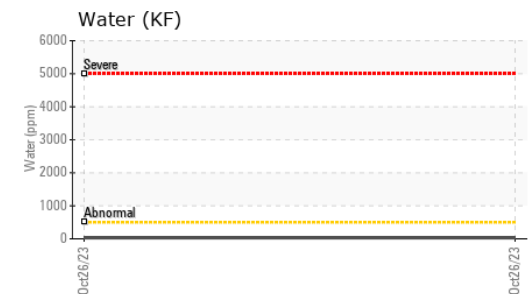 Water (KF)
6000
Severe
5000
4000
3000
2000
1000
Abnormal
0
Water (ppm)
Oct26/23
Oct26/23